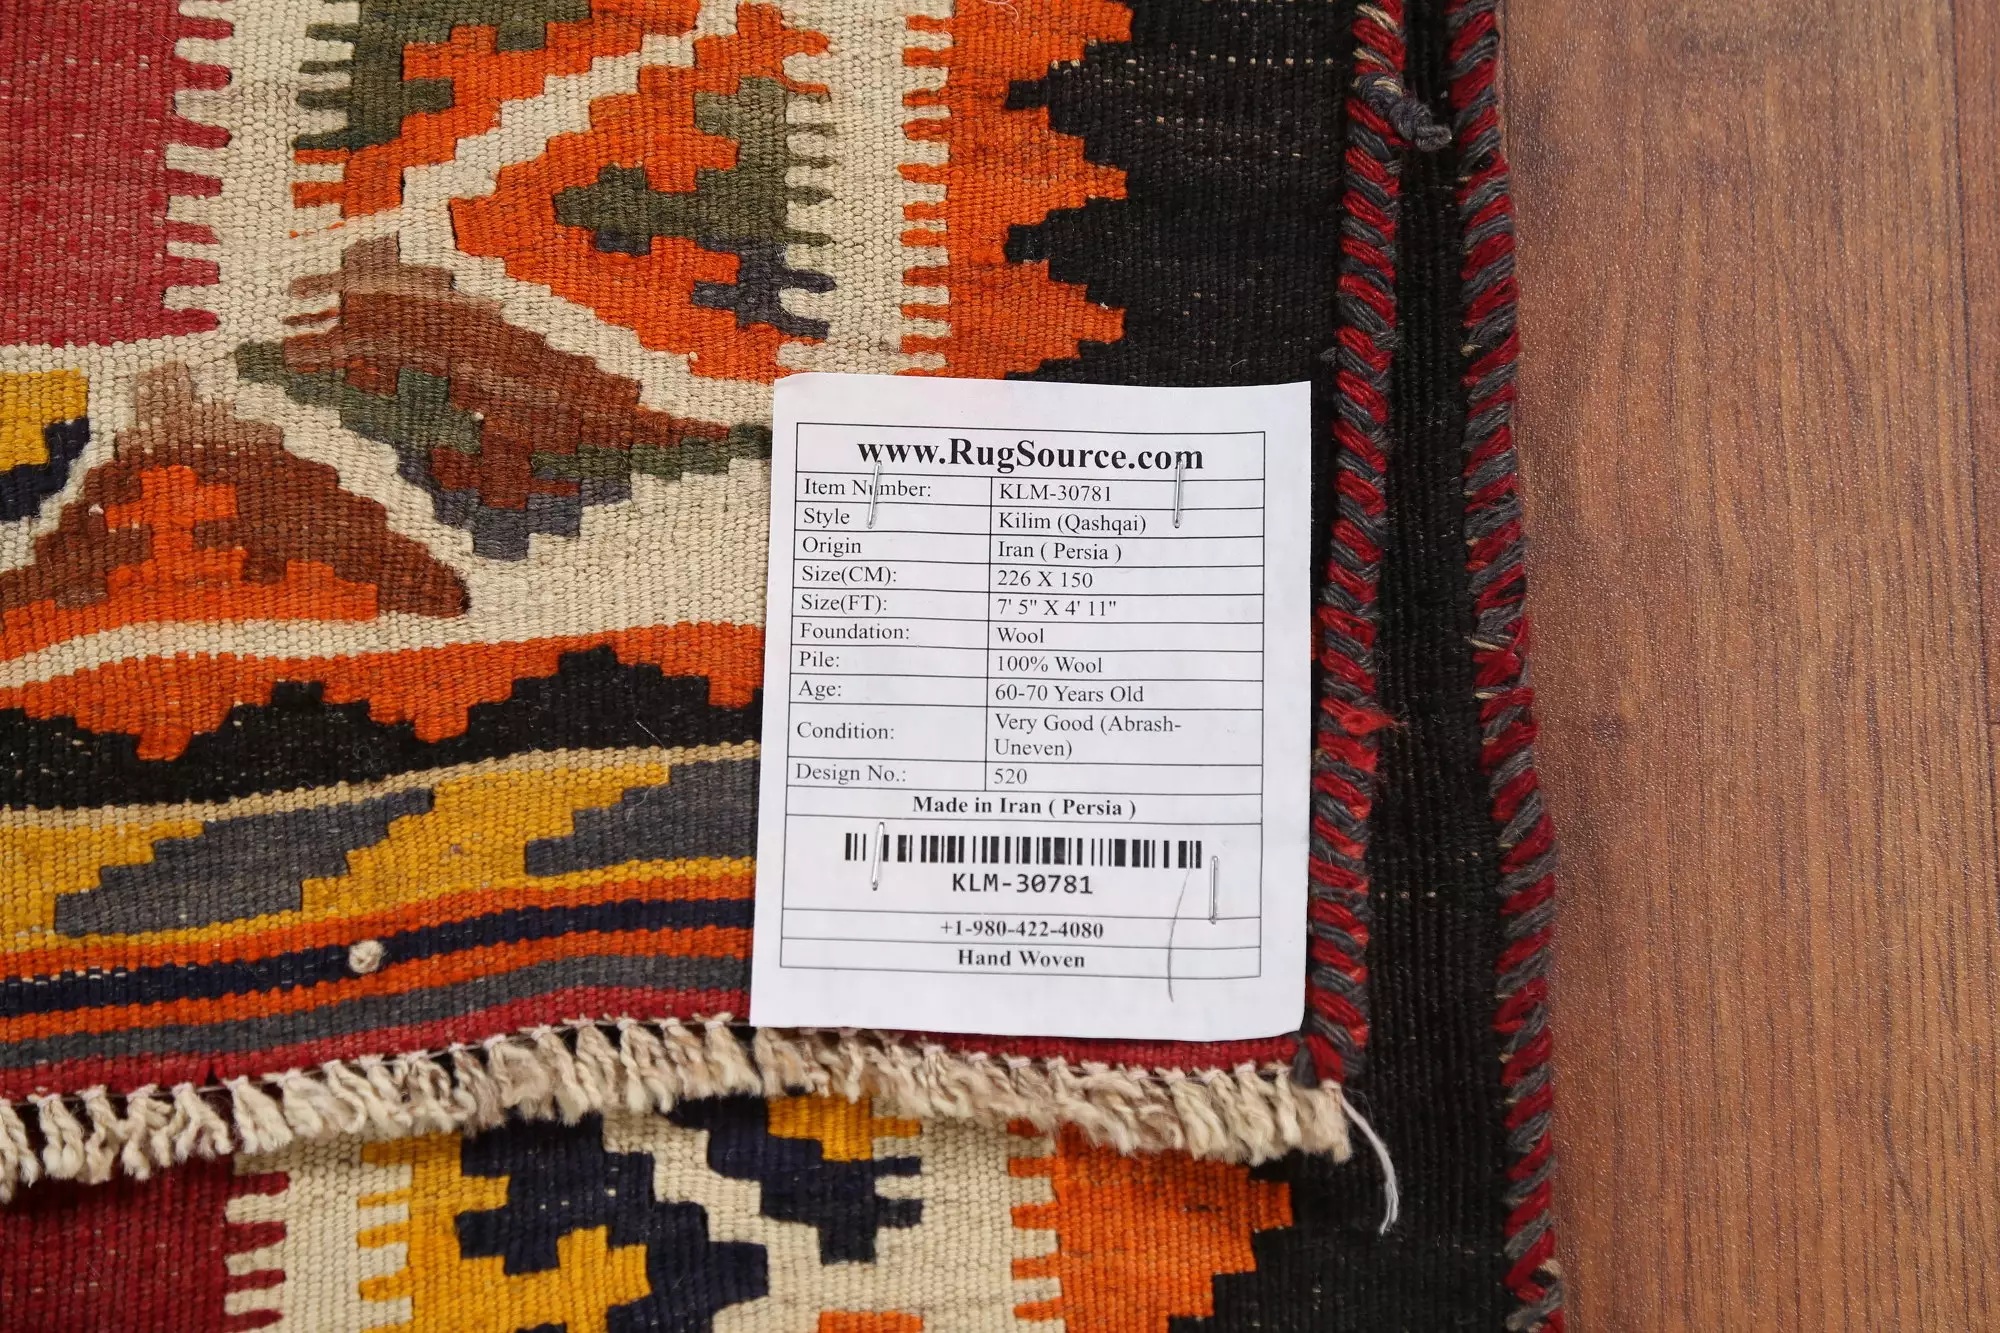 www.RugSource.com
Item Number: KLM-30781
Style Kilim (Qashqai)
Origin Iran ( Persia )
Size(CM): 226 X 150
Size(FT): 7' 5" X 4' 11"
Foundation: Wool
Pile: 100% Wool
Age: 60-70 Years Old
Condition: Very Good (Abrash-
Uneven)
Design No.: 520
Made in Iran ( Persia )
KLM-30781
+1-980-422-4080
Hand Woven